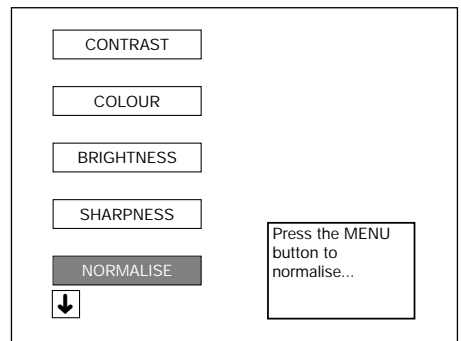 CONTRAST
COLOUR
BRIGHTNESS
SHARPNESS
NORMALISE
Press the MENU
button to
normalise...